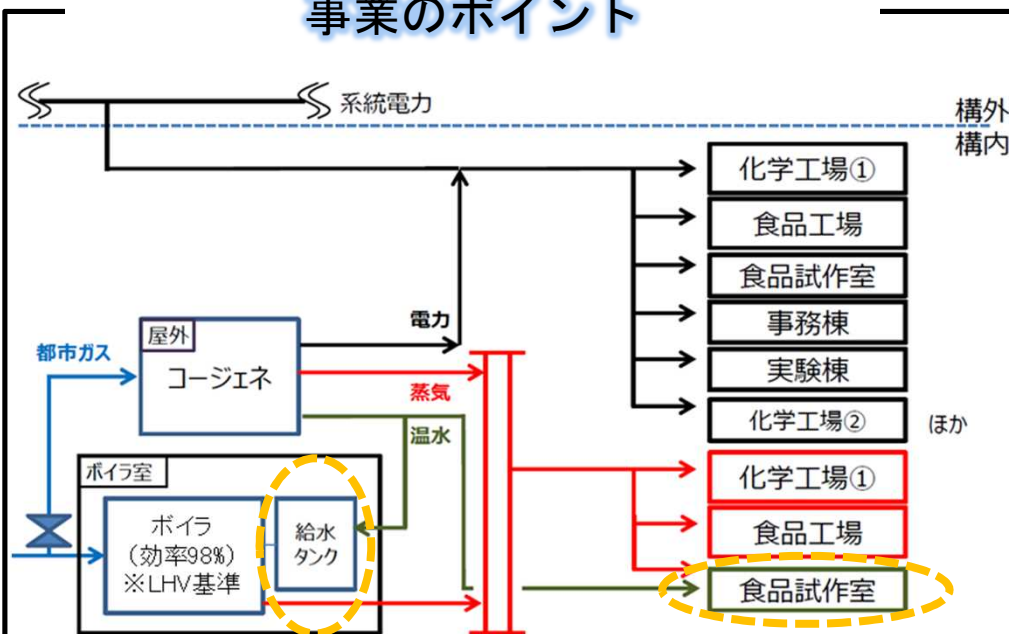 事業のポイント
系統電力
構外
構内
化学工場①
食品工場
食品試作室
事務棟
実験棟
化学工場②
ほか
屋外
コージェネ
都市ガス
電力
蒸気
温水
ボイラ室
ボイラ
(効率98%)
※LHV基準
給水
タンク
化学工場①
食品工場
食品試作室